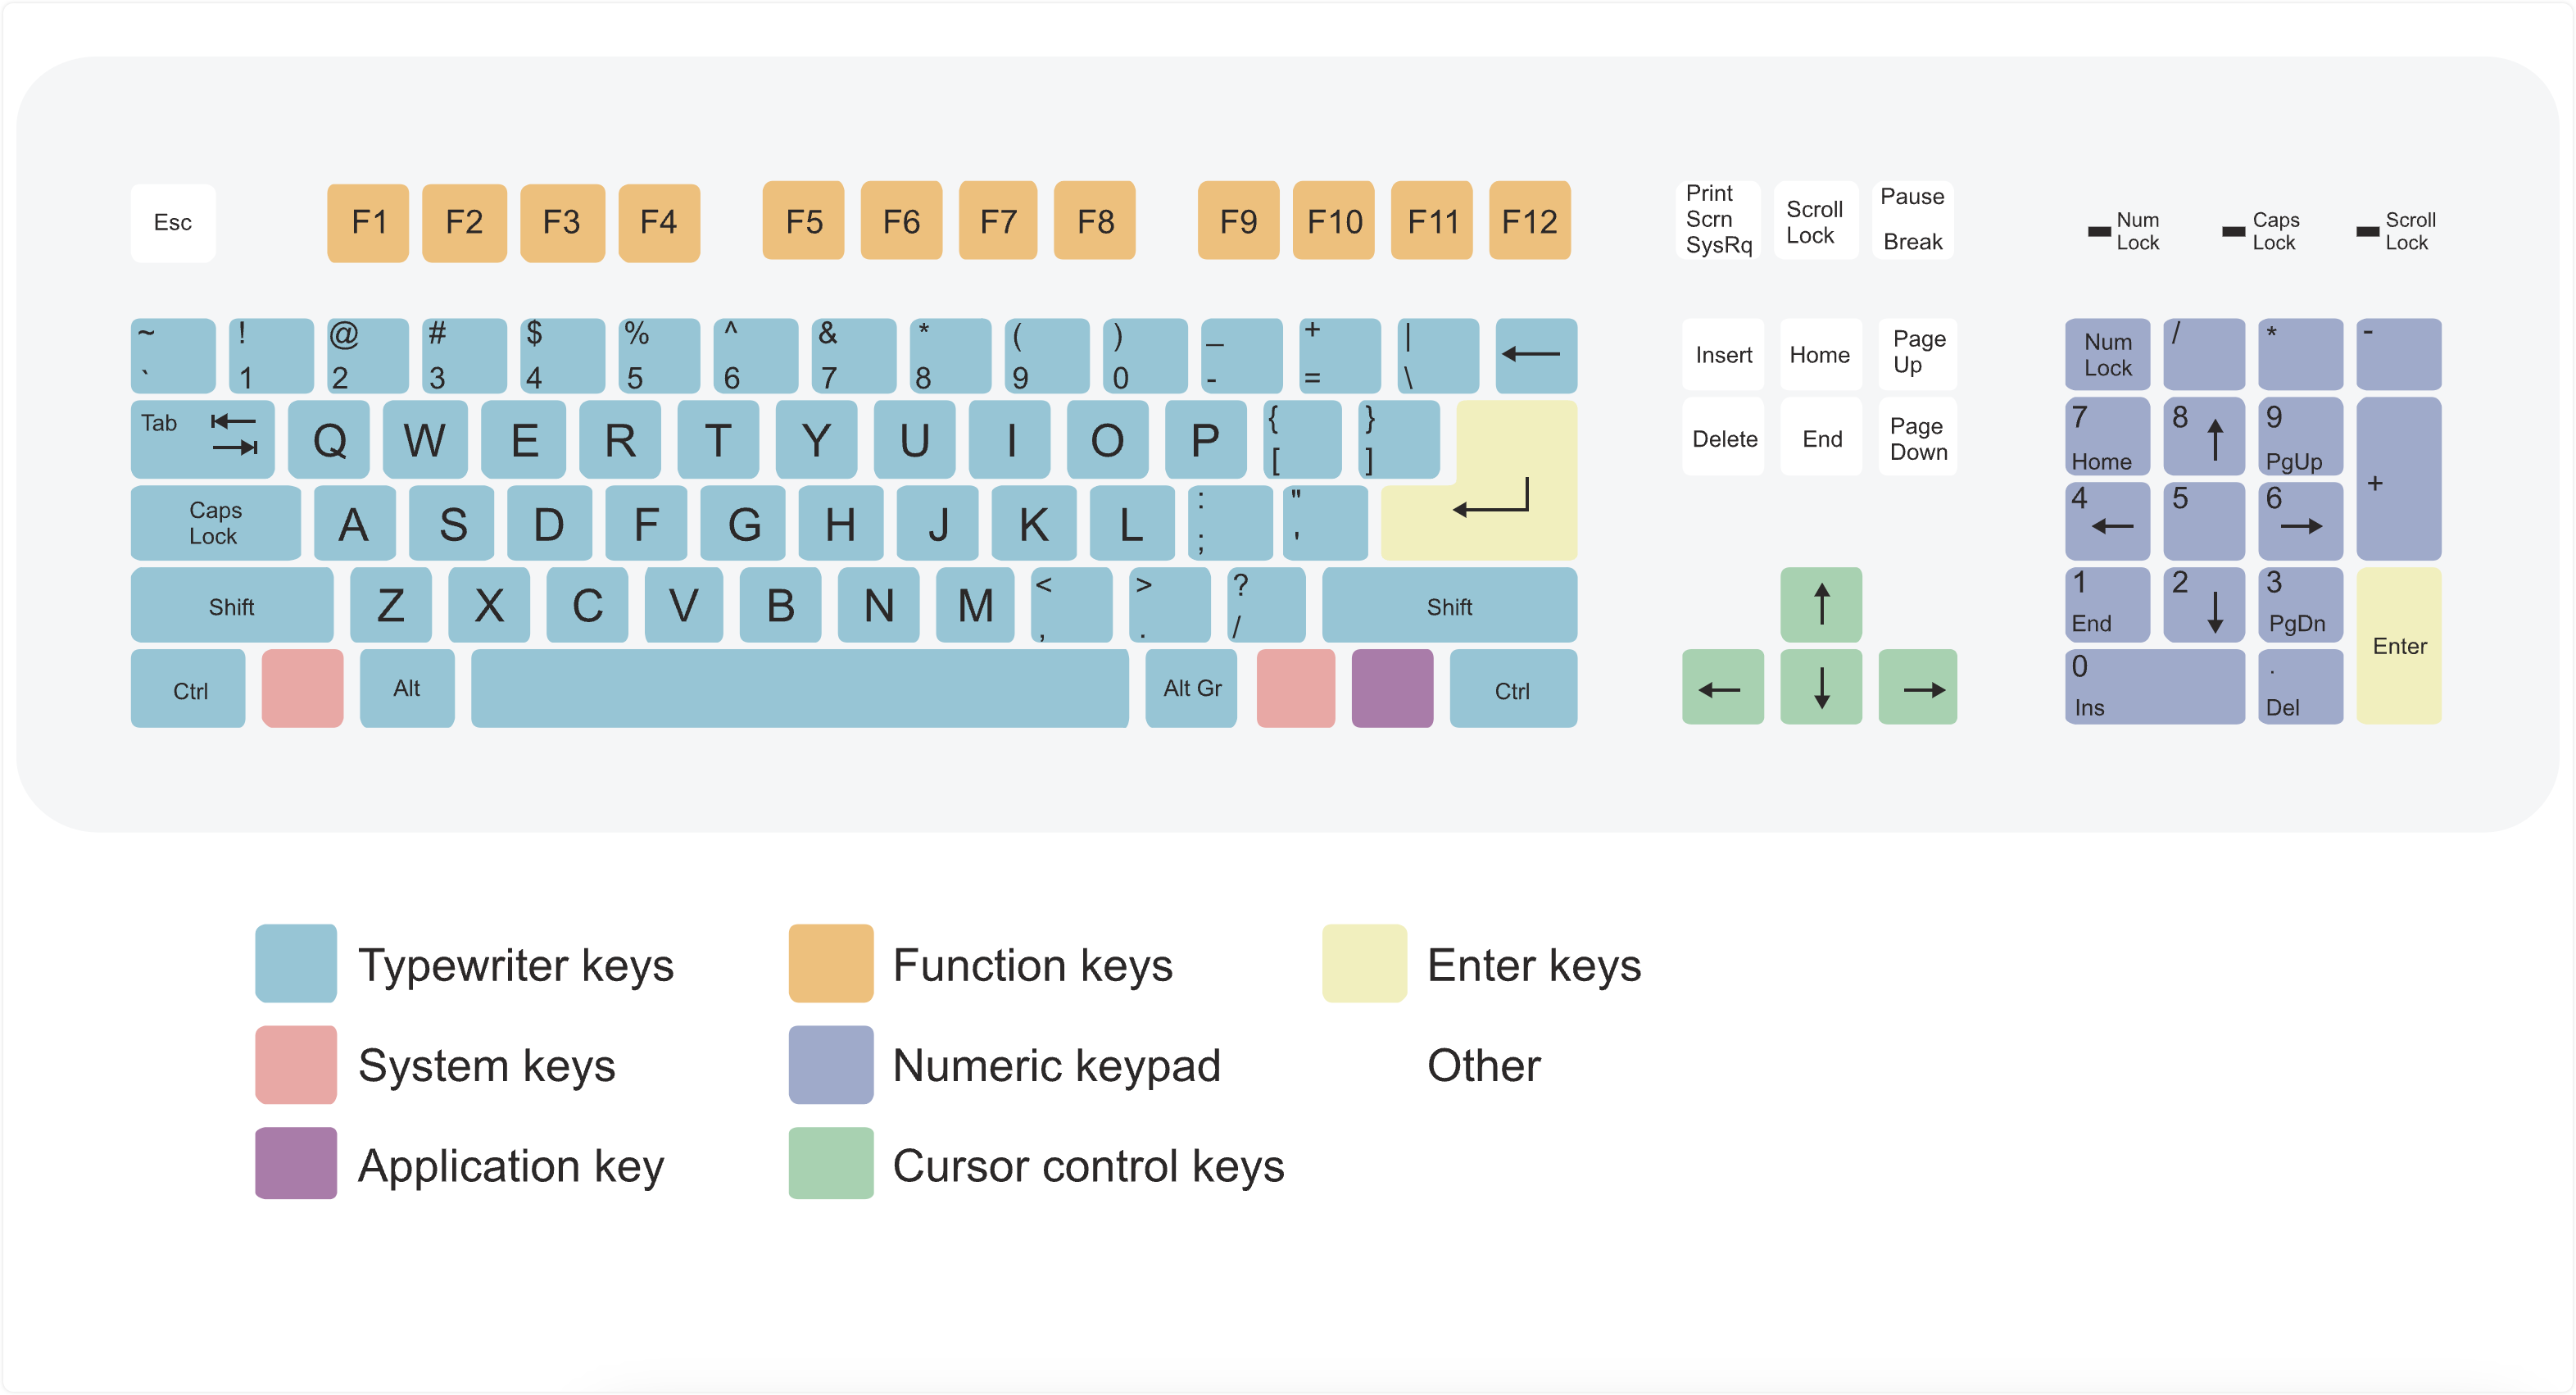 Esc F1 F2 F3 F4 F5 F6 F7 F8 F9 F10 F11 F12
Print
Scrn
SysRq
Scroll
Lock
Pause
Break
Num
Lock
Caps
Lock
Scroll
Lock
~ ! @ # $ % ^ & * ( ) _ + |
` 1 2 3 4 5 6 7 8 9 0 - = \ ←
Insert Home
Page
Up
Num
Lock
/ * -
Tab Q W E R T Y U I O P
{ }
[ ]
Delete End
Page
Down
7 8 ↑ 9
Home PgUp
+
Caps
Lock
A S D F G H J K L
: "
; '
4 5 6
← →
Shift Z X C V B N M
< > ?
, . /
Shift
↑
1 2 ↓ 3
End PgDn
Enter
Ctrl Alt Alt Gr Ctrl
← ↓ →
0 .
Ins Del
Typewriter keys Function keys Enter keys
System keys Numeric keypad Other
Application key Cursor control keys